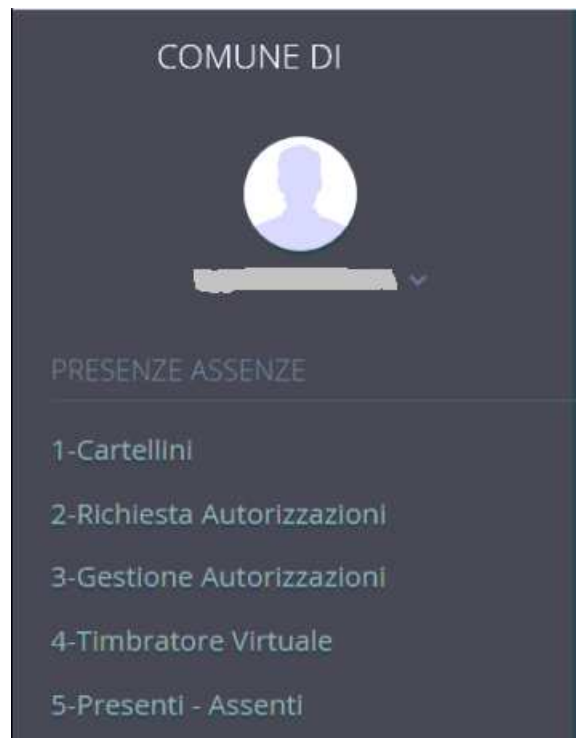 COMUNE DI
PRESENZE ASSENZE
1-Cartellini
2-Richiesta Autorizzazioni
3-Gestione Autorizzazioni
4-Timbratore Virtuale
5-Presenti - Assenti